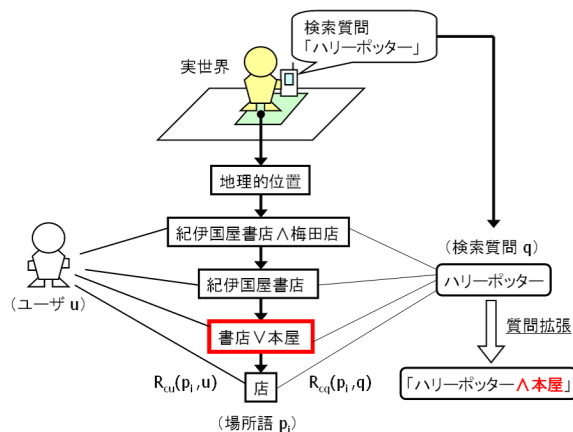 検索質問
「ハリーポッター」
実世界
地理的位置
紀伊国屋書店∧梅田店
(検索質問 q)
紀伊国屋書店
ハリーポッター
(ユーザ u)
書店∨本屋
質問拡張
Rcu(pi,u)
店
Rcq(pi,q)
「ハリーポッター∧本屋」
(場所語 pi)